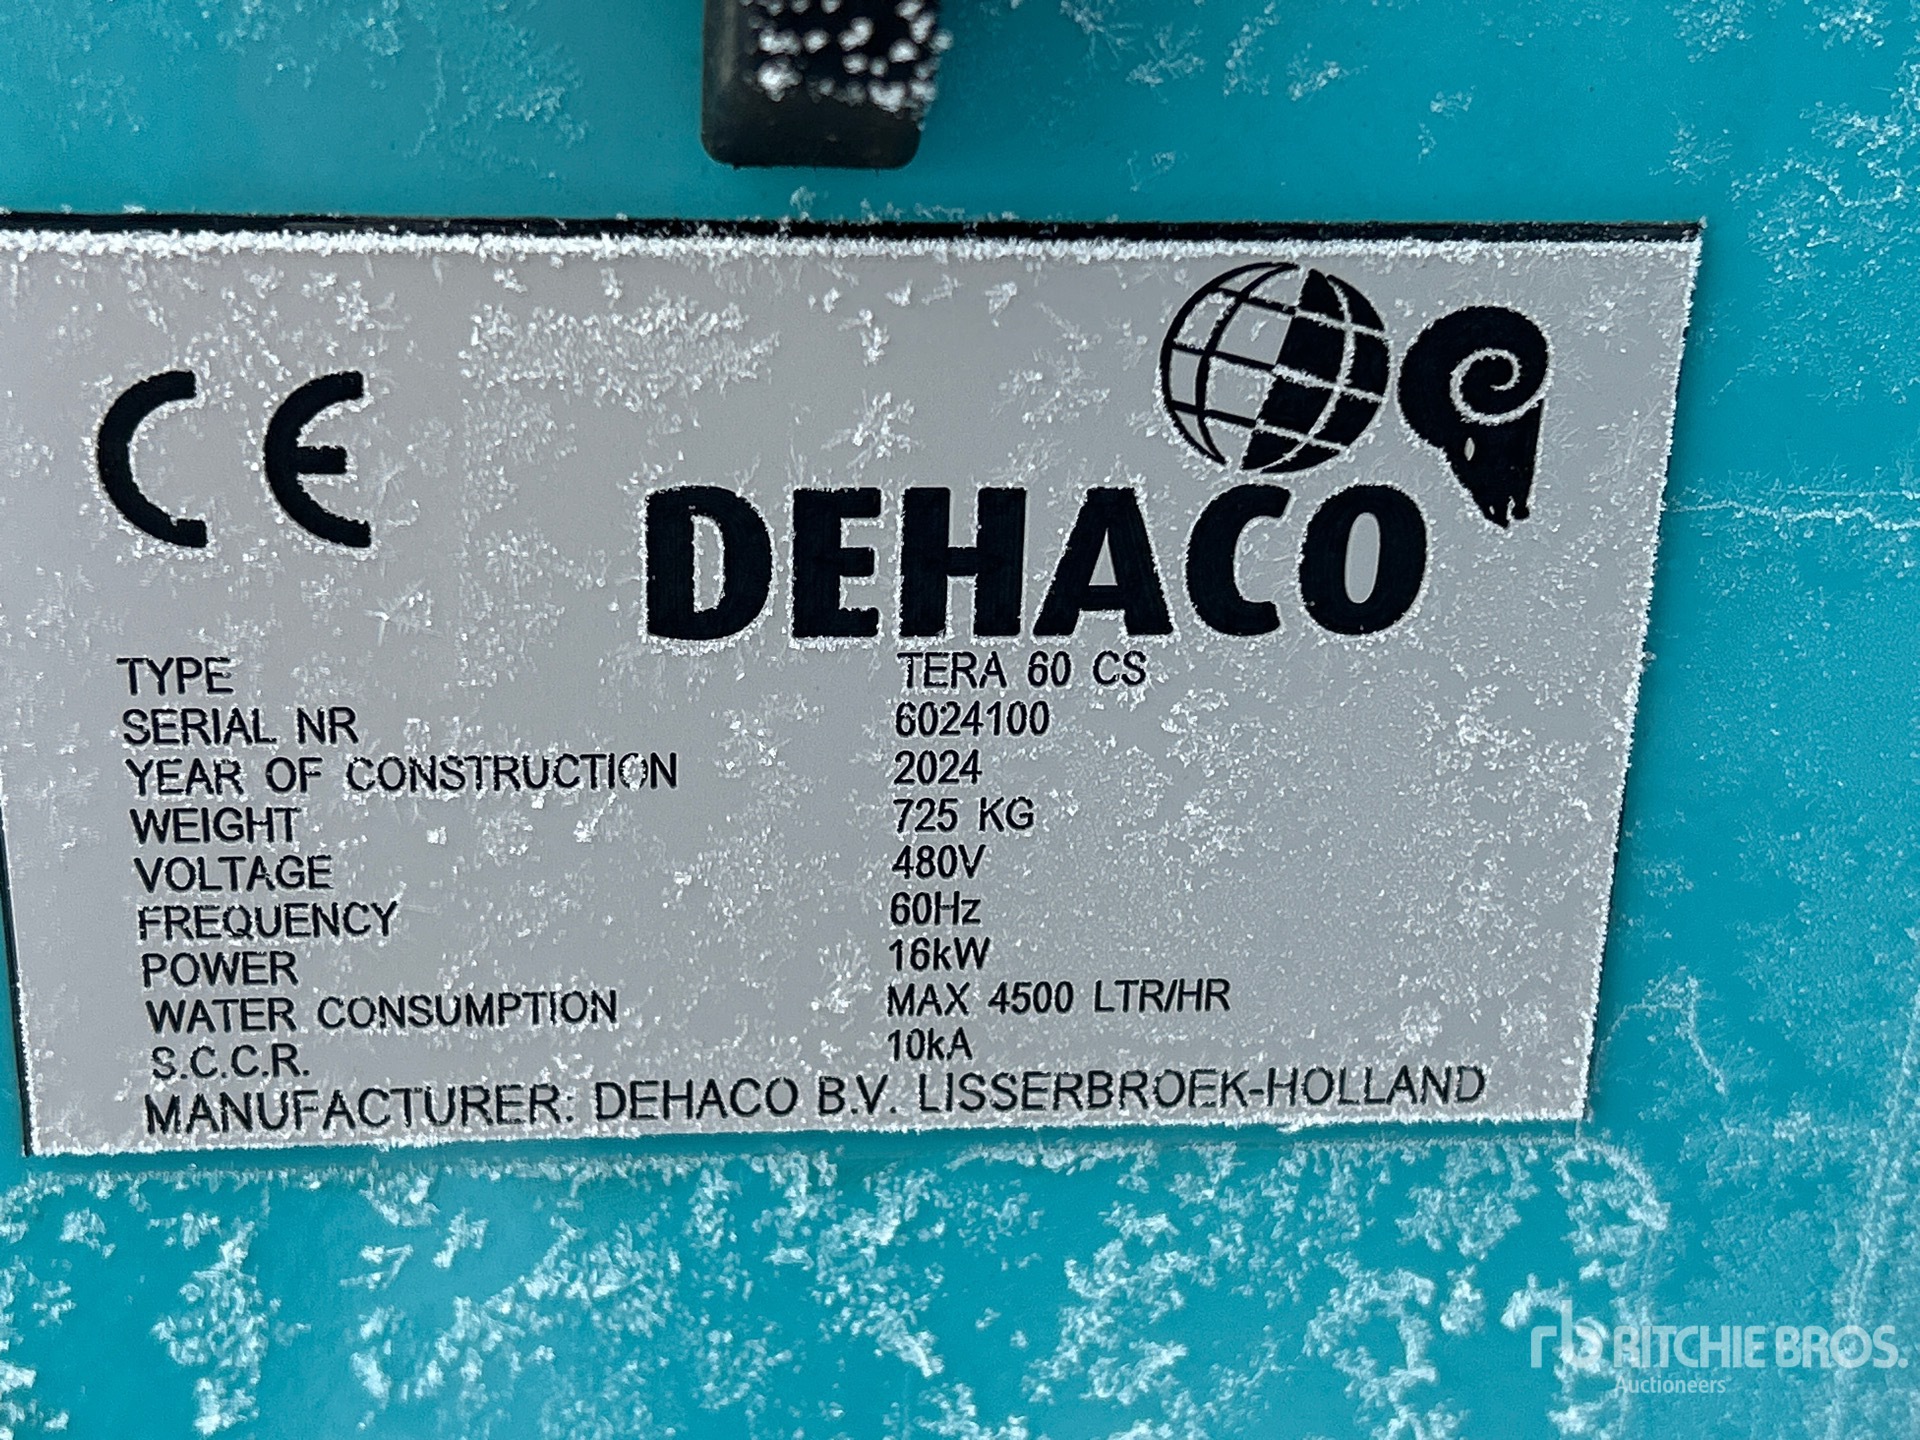 CE
DEHACO
TYPE TERA 60 CS
SERIAL NR 6024100
YEAR OF CONSTRUCTION 2024
WEIGHT 725 KG
VOLTAGE 480V
FREQUENCY 60Hz
POWER 16kW
WATER CONSUMPTION MAX 4500 LTR/HR
S.C.C.R. 10kA
MANUFACTURER: DEHACO B.V. LISSERBROEK-HOLLAND
rb RITCHIE BROS.
Auctioneers